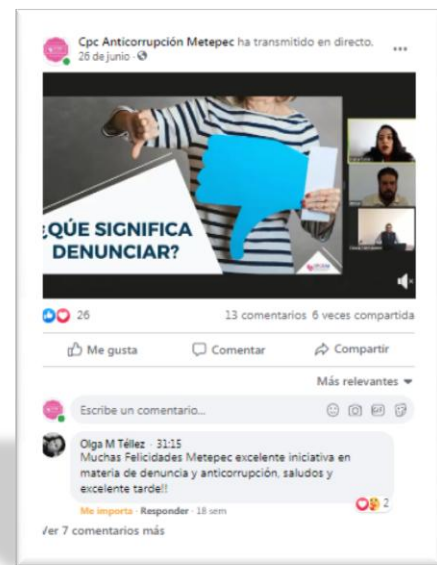 Cpc Anticorrupción Metepec ha transmitido en directo.
26 de junio ·
¿QÚE SIGNIFICA
DENUNCIAR?
26
13 comentarios 6 veces compartida
Me gusta
Comentar
Compartir
Más relevantes
Escribe un comentario...
GIF
Olga M Téllez · 31:15
Muchas Felicidades Metepec excelente iniciativa en
materia de denuncia y anticorrupción, saludos y
excelente tarde!!
Me importa · Responder · 18 sem
2
Ver 7 comentarios más